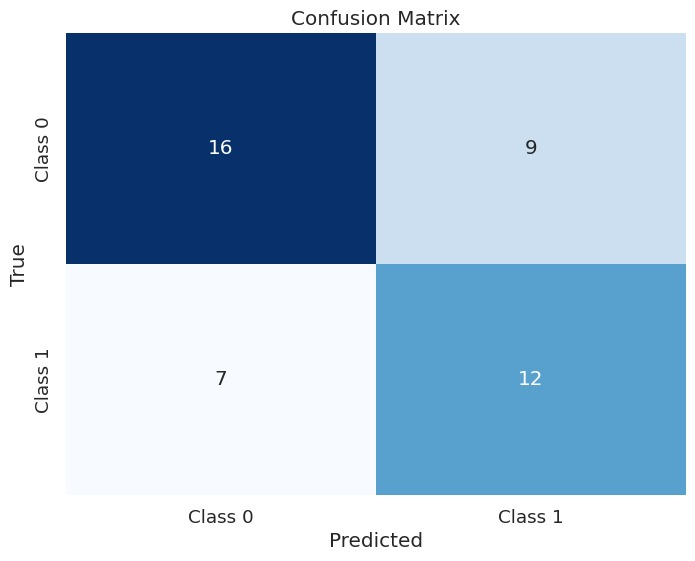 Confusion Matrix
True
Class 0
16
9
Class 1
7
12
Class 0
Class 1
Predicted